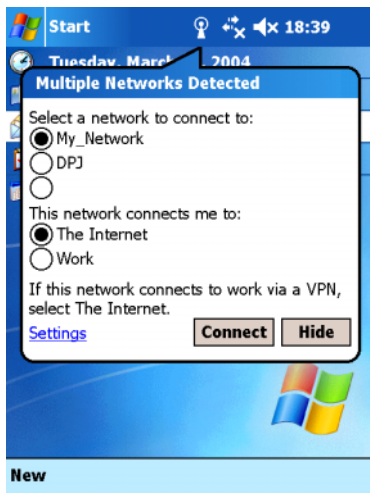 Start 18:39
Tuesday, March 2004
Multiple Networks Detected
Select a network to connect to:
My_Network
DPJ
This network connects me to:
The Internet
Work
If this network connects to work via a VPN,
select The Internet.
Settings Connect Hide
New